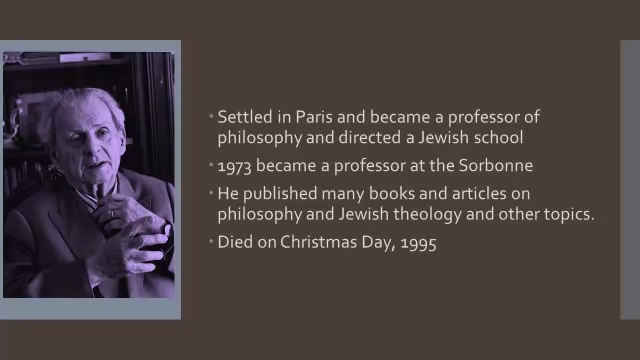 • Settled in Paris and became a professor of
philosophy and directed a Jewish school
• 1973 became a professor at the Sorbonne
• He published many books and articles on
philosophy and Jewish theology and other topics.
• Died on Christmas Day, 1995